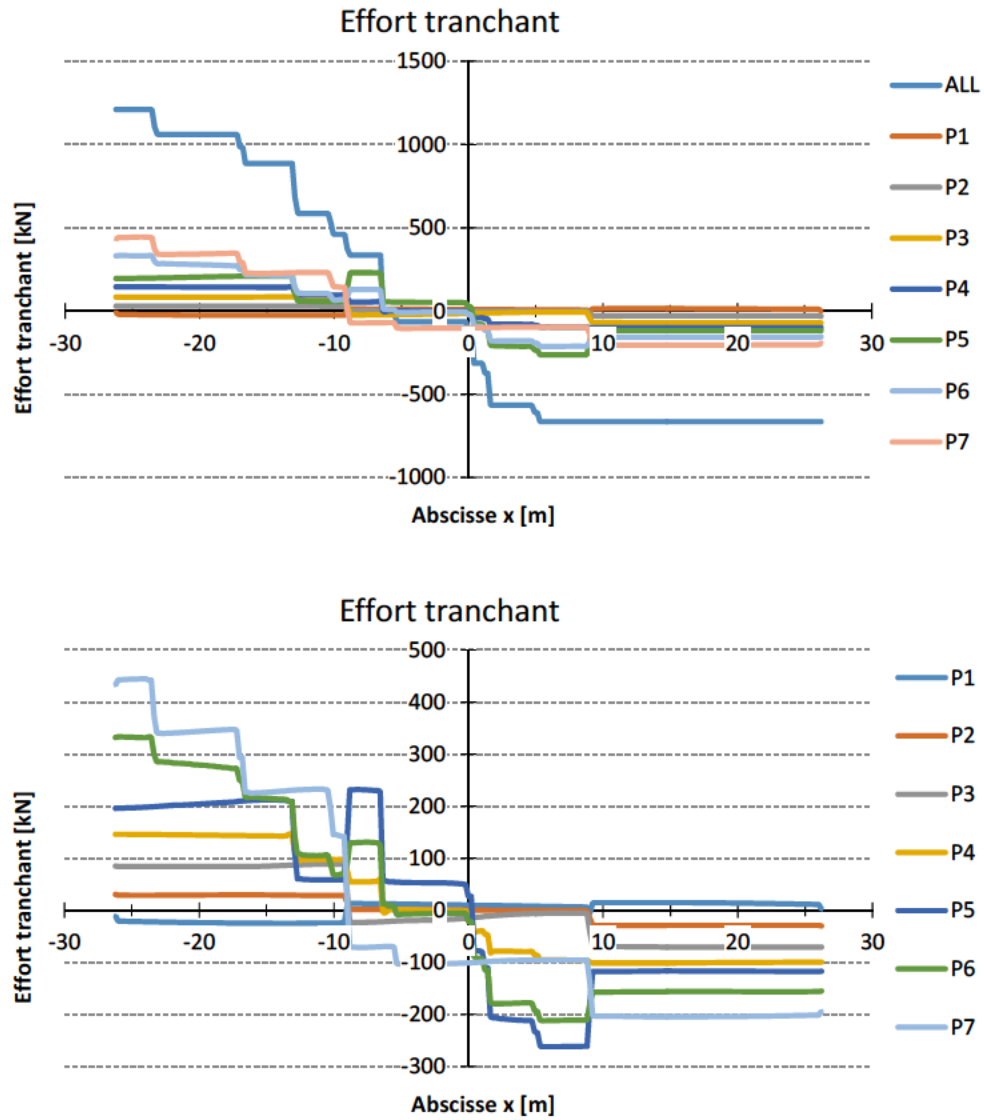 Effort tranchant
1500
1000
500
0
-500
-1000
-30 -20 -10 0 10 20 30
Effort tranchant [kN]
Abscisse x [m]
ALL
P1
P2
P3
P4
P5
P6
P7
Effort tranchant
500
400
300
200
100
0
-100
-200
-300
-30 -20 -10 0 10 20 30
Effort tranchant [kN]
Abscisse x [m]
P1
P2
P3
P4
P5
P6
P7